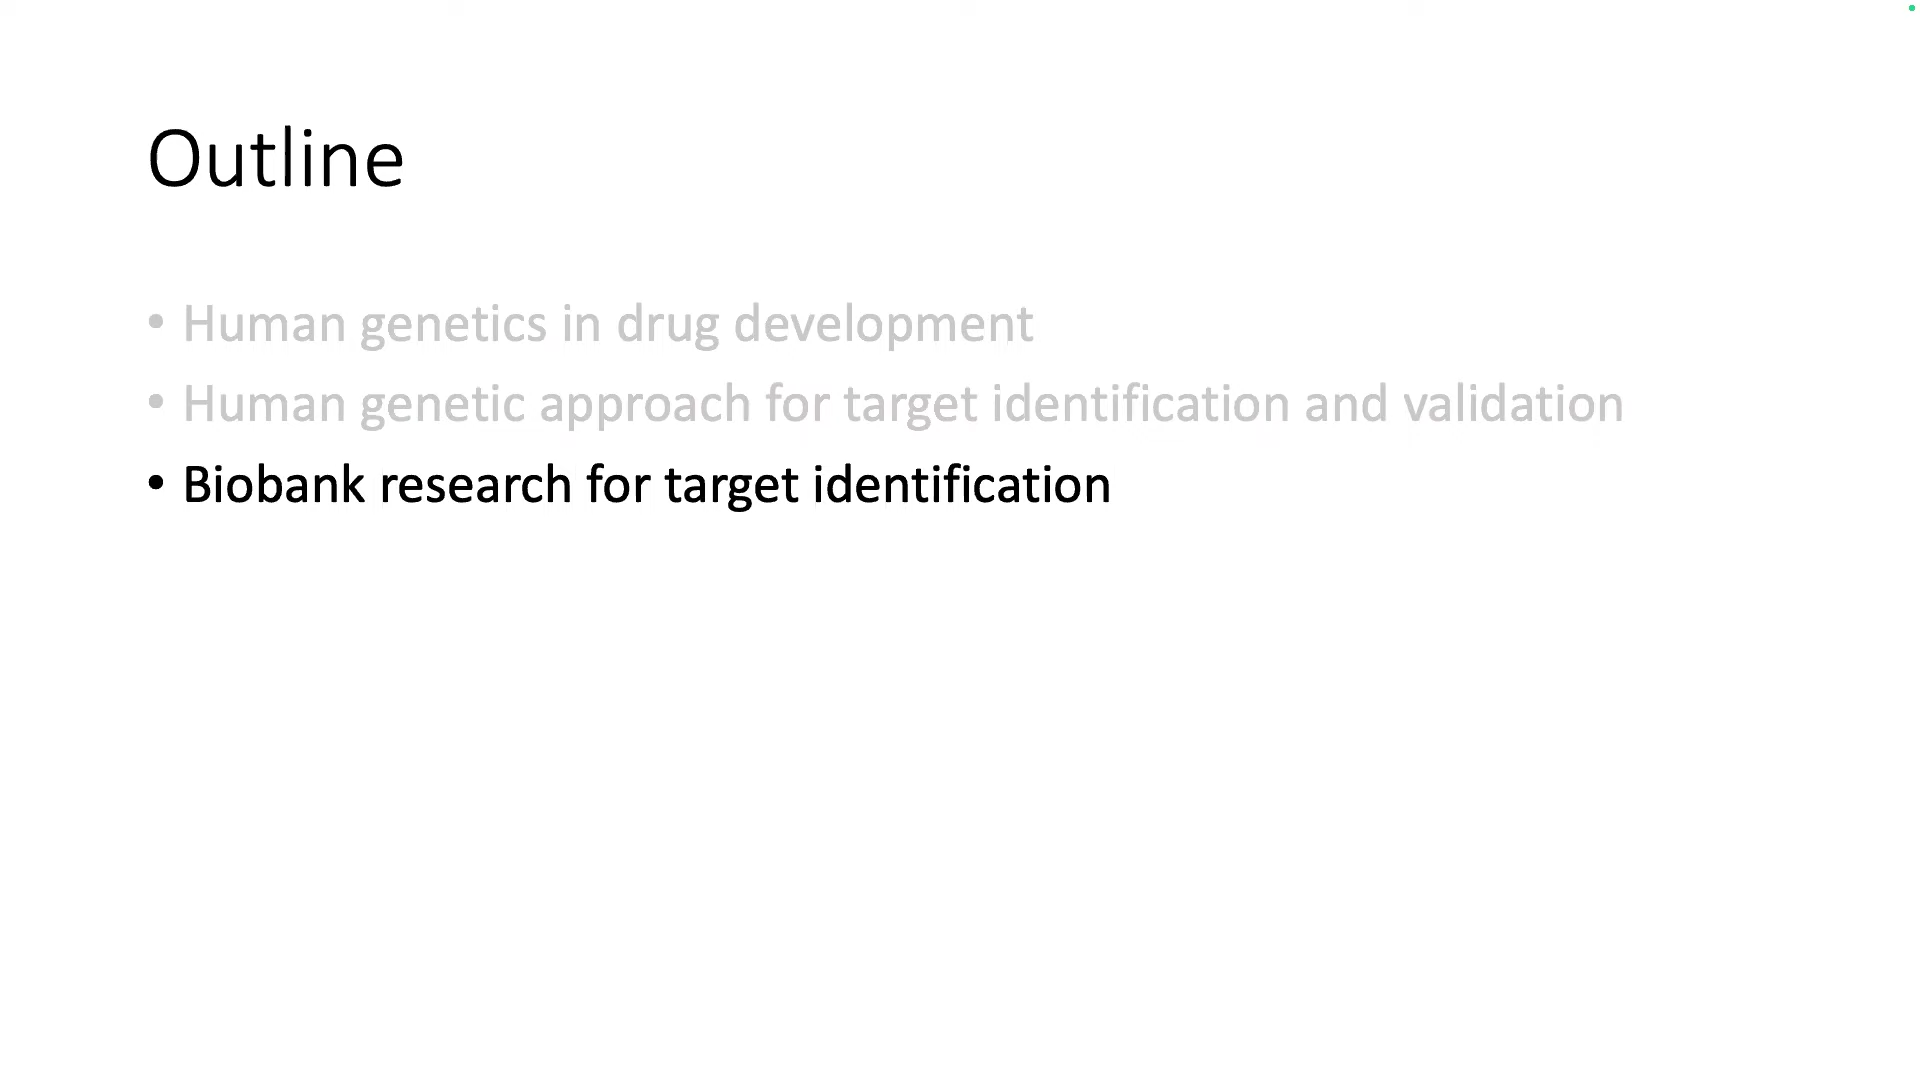 Outline
• Human genetics in drug development
• Human genetic approach for target identification and validation
• Biobank research for target identification